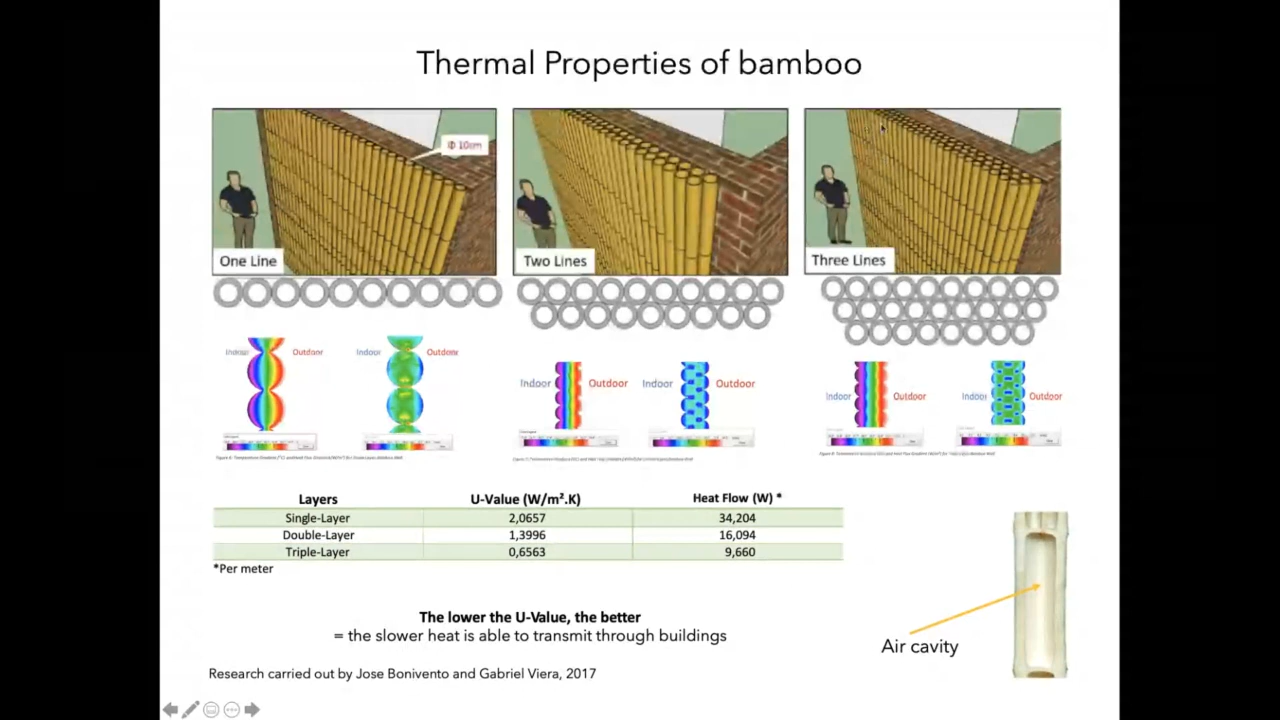 Thermal Properties of bamboo
Φ 10cm
One Line
Two Lines
Three Lines
Indoor Outdoor Indoor Outdoor
Indoor Outdoor Indoor Outdoor
Indoor Outdoor Indoor Outdoor
Layers U-Value (W/m².K) Heat Flow (W) *
Single-Layer 2,0657 34,204
Double-Layer 1,3996 16,094
Triple-Layer 0,6563 9,660
*Per meter
The lower the U-Value, the better
= the slower heat is able to transmit through buildings
Air cavity
Research carried out by Jose Bonivento and Gabriel Viera, 2017